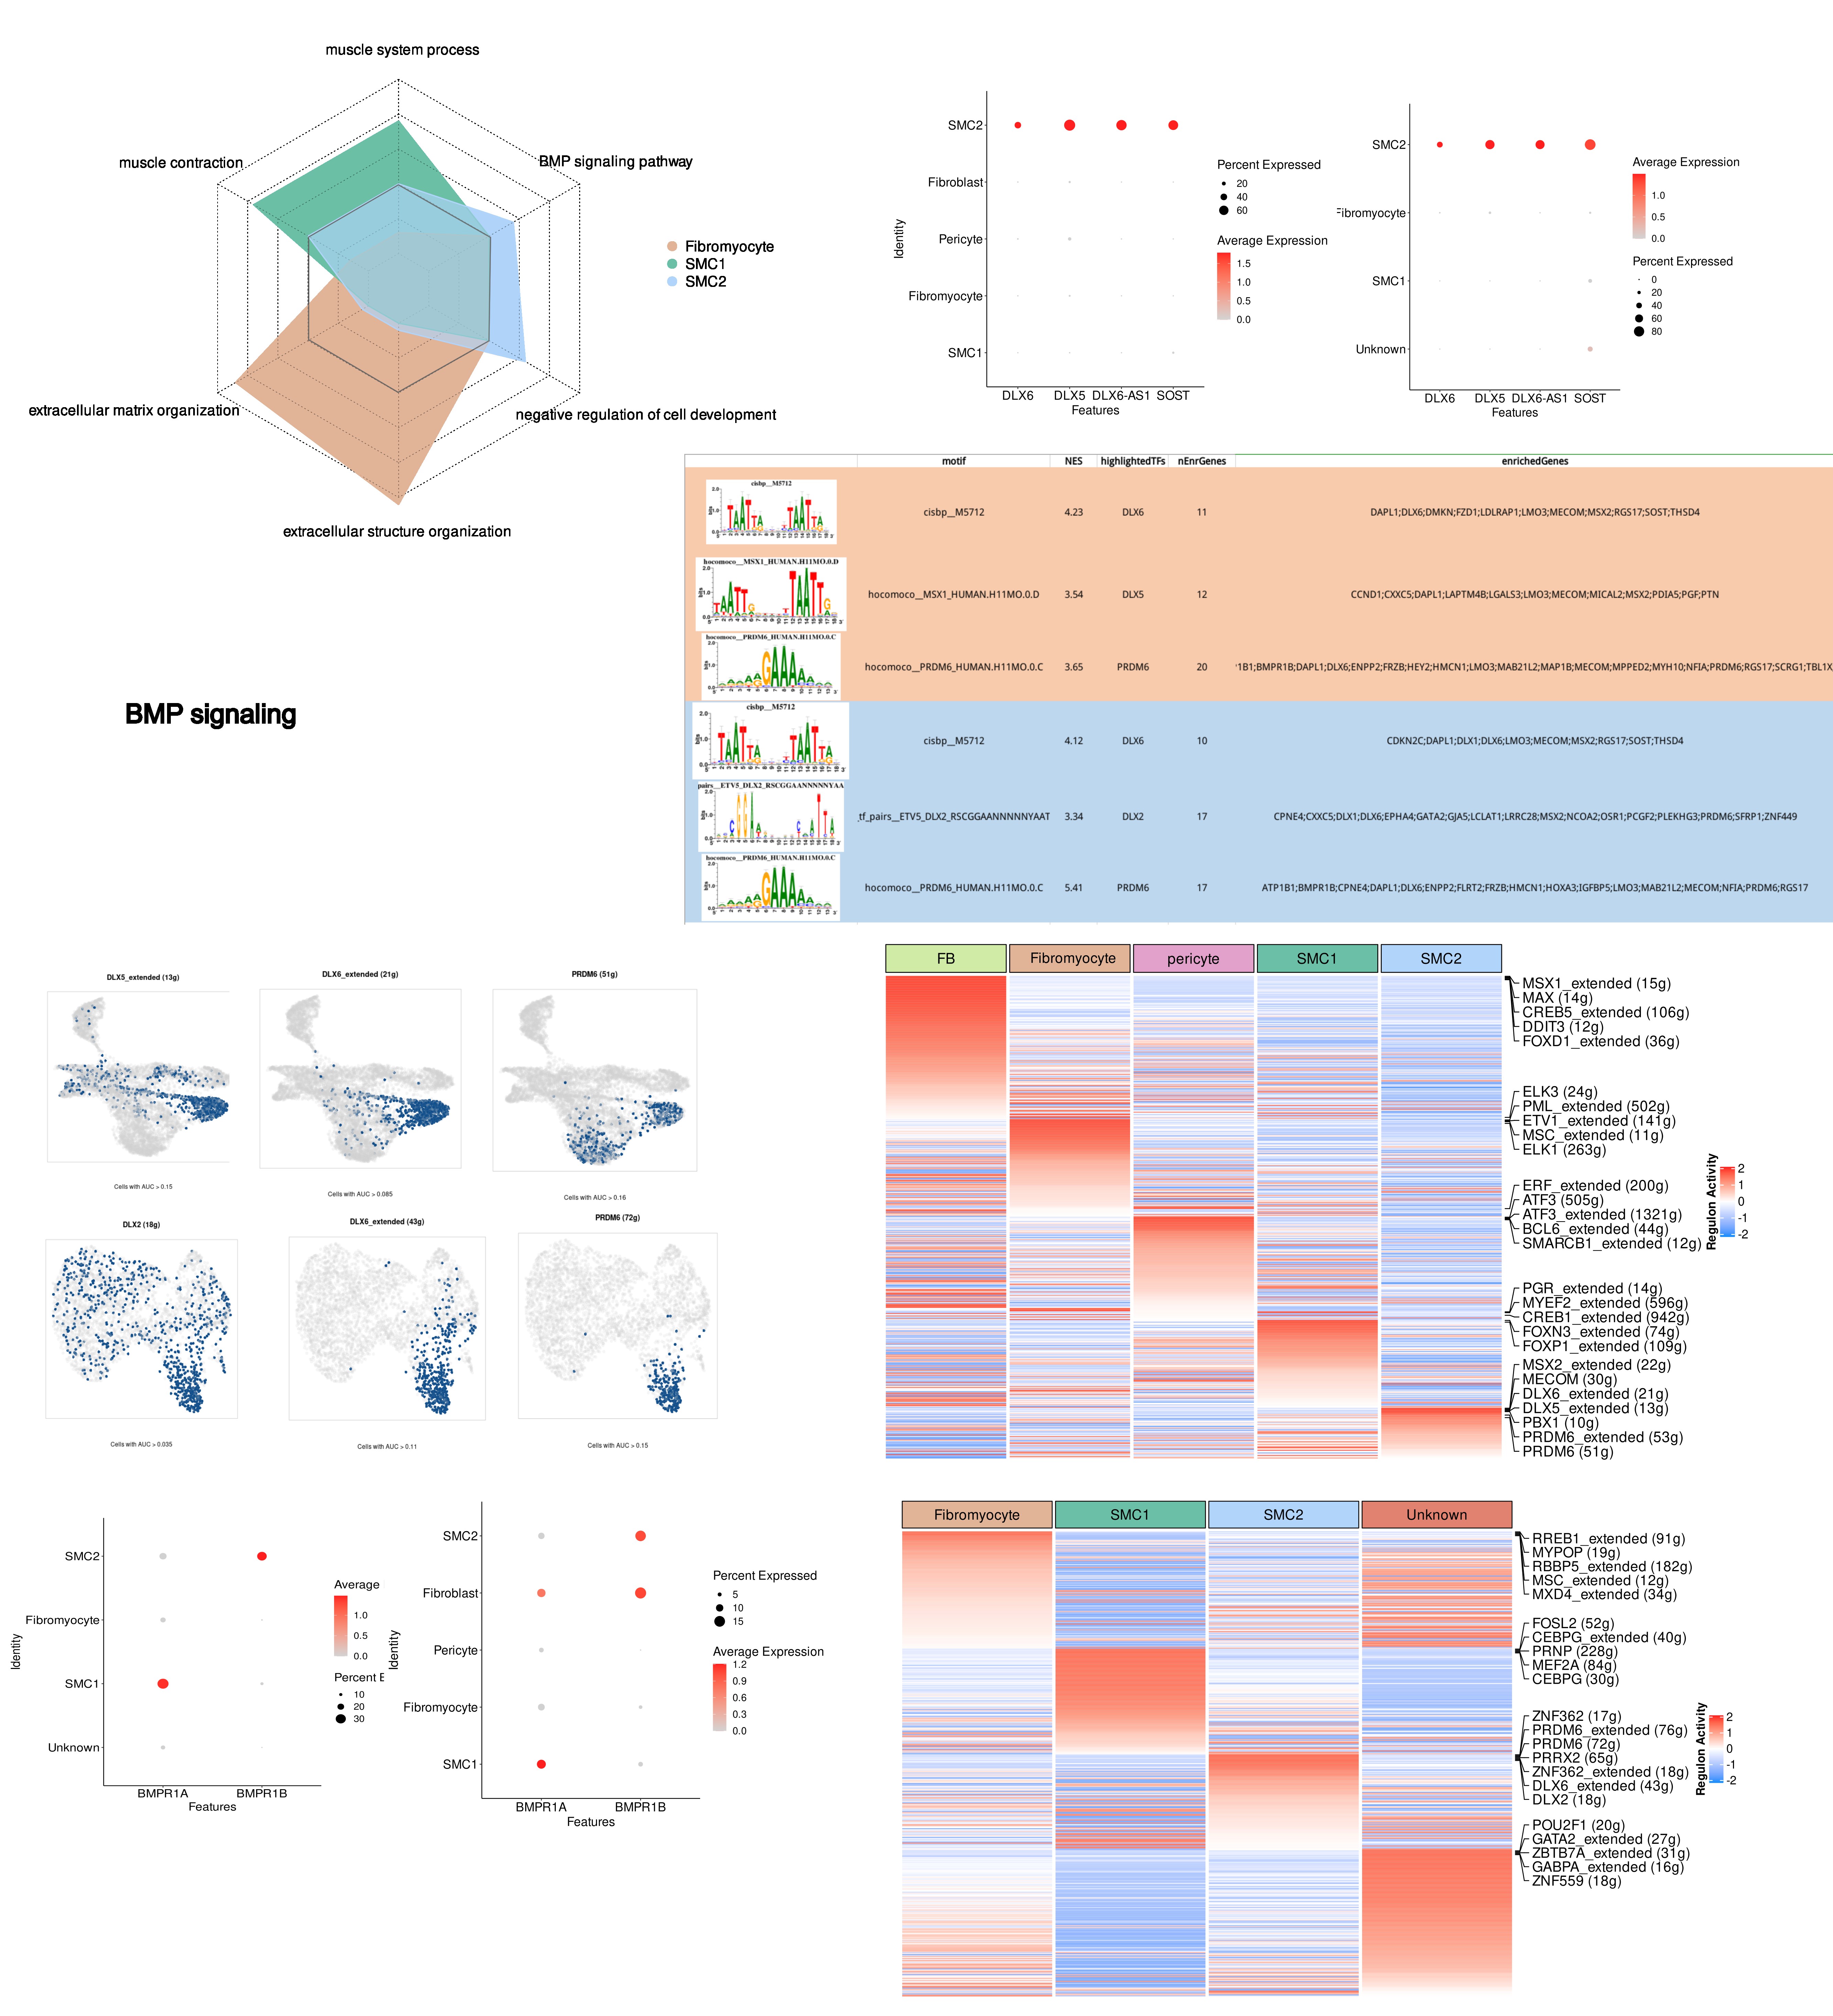 muscle system process
muscle contraction
BMP signaling pathway
Fibromyocyte
SMC1
SMC2
extracellular matrix organization
negative regulation of cell development
extracellular structure organization
SMC2
Fibroblast
Pericyte
Fibromyocyte
SMC1
Identity
DLX6 DLX5 DLX6-AS1 SOST
Features
Percent Expressed
20
40
60
Average Expression
1.5
1.0
0.5
0.0
SMC2
Fibromyocyte
SMC1
Unknown
DLX6 DLX5 DLX6-AS1 SOST
Features
Average Expression
1.0
0.5
0.0
Percent Expressed
0
20
40
60
80
motif NES highlightedTFs nEnrGenes enrichedGenes
cisbp__M5712
cisbp__M5712 4.23 DLX6 11 DAPL1;DLX6;DMKN;FZD1;LDLRAP1;LMO3;MECOM;MSX2;RGS17;SOST;THSD4
hocomoco__MSX1_HUMAN.H11MO.0.D
hocomoco__MSX1_HUMAN.H11MO.0.D 3.54 DLX5 12 CCND1;CXXC5;DAPL1;LAPTM4B;LGALS3;LMO3;MECOM;MICAL2;MSX2;PDIA5;PGF;PTN
hocomoco__PRDM6_HUMAN.H11MO.0.C
hocomoco__PRDM6_HUMAN.H11MO.0.C 3.65 PRDM6 20 1B1;BMPR1B;DAPL1;DLX6;ENPP2;FRZB;HEY2;HMCN1;LMO3;MAB21L2;MAP1B;MECOM;MPPED2;MYH10;NFIA;PRDM6;RGS17;SCRG1;TBL1X
cisbp__M5712
cisbp__M5712 4.12 DLX6 10 CDKN2C;DAPL1;DLX1;DLX6;LMO3;MECOM;MSX2;RGS17;SOST;THSD4
pairs__ETV5_DLX2_RSCGGAANNNNNYAA
tf_pairs__ETV5_DLX2_RSCGGAANNNNNYAAT 3.34 DLX2 17 CPNE4;CXXC5;DLX1;DLX6;EPHA4;GATA2;GJA5;LCLAT1;LRRC28;MSX2;NCOA2;OSR1;PCGF2;PLEKHG3;PRDM6;SFRP1;ZNF449
hocomoco__PRDM6_HUMAN.H11MO.0.C
hocomoco__PRDM6_HUMAN.H11MO.0.C 5.41 PRDM6 17 ATP1B1;BMPR1B;CPNE4;DAPL1;DLX6;ENPP2;FLRT2;FRZB;HMCN1;HOXA3;IGFBP5;LMO3;MAB21L2;MECOM;NFIA;PRDM6;RGS17
BMP signaling
DLX5_extended (13g)
Cells with AUC > 0.15
DLX6_extended (21g)
Cells with AUC > 0.085
PRDM6 (51g)
Cells with AUC > 0.16
DLX2 (18g)
Cells with AUC > 0.035
DLX6_extended (43g)
Cells with AUC > 0.11
PRDM6 (72g)
Cells with AUC > 0.15
FB Fibromyocyte pericyte SMC1 SMC2
MSX1_extended (15g)
MAX (14g)
CREB5_extended (106g)
DDIT3 (12g)
FOXD1_extended (36g)
ELK3 (24g)
PML_extended (502g)
ETV1_extended (141g)
MSC_extended (11g)
ELK1 (263g)
ERF_extended (200g)
ATF3 (505g)
ATF3_extended (1321g)
BCL6_extended (44g)
SMARCB1_extended (12g)
PGR_extended (14g)
MYEF2_extended (596g)
CREB1_extended (942g)
FOXN3_extended (74g)
FOXP1_extended (109g)
MSX2_extended (22g)
MECOM (30g)
DLX6_extended (21g)
DLX5_extended (13g)
PBX1 (10g)
PRDM6_extended (53g)
PRDM6 (51g)
Regulon Activity
2
1
0
-1
-2
SMC2
Fibromyocyte
SMC1
Unknown
Identity
BMPR1A BMPR1B
Features
Average
1.0
0.5
0.0
Percent E
10
20
30
SMC2
Fibroblast
Pericyte
Fibromyocyte
SMC1
Identity
BMPR1A BMPR1B
Features
Percent Expressed
5
10
15
Average Expression
1.2
0.9
0.6
0.3
0.0
Fibromyocyte SMC1 SMC2 Unknown
RREB1_extended (91g)
MYPOP (19g)
RBBP5_extended (182g)
MSC_extended (12g)
MXD4_extended (34g)
FOSL2 (52g)
CEBPG_extended (40g)
PRNP (228g)
MEF2A (84g)
CEBPG (30g)
ZNF362 (17g)
PRDM6_extended (76g)
PRDM6 (72g)
PRRX2 (65g)
ZNF362_extended (18g)
DLX6_extended (43g)
DLX2 (18g)
POU2F1 (20g)
GATA2_extended (27g)
ZBTB7A_extended (31g)
GABPA_extended (16g)
ZNF559 (18g)
Regulon Activity
2
1
0
-1
-2